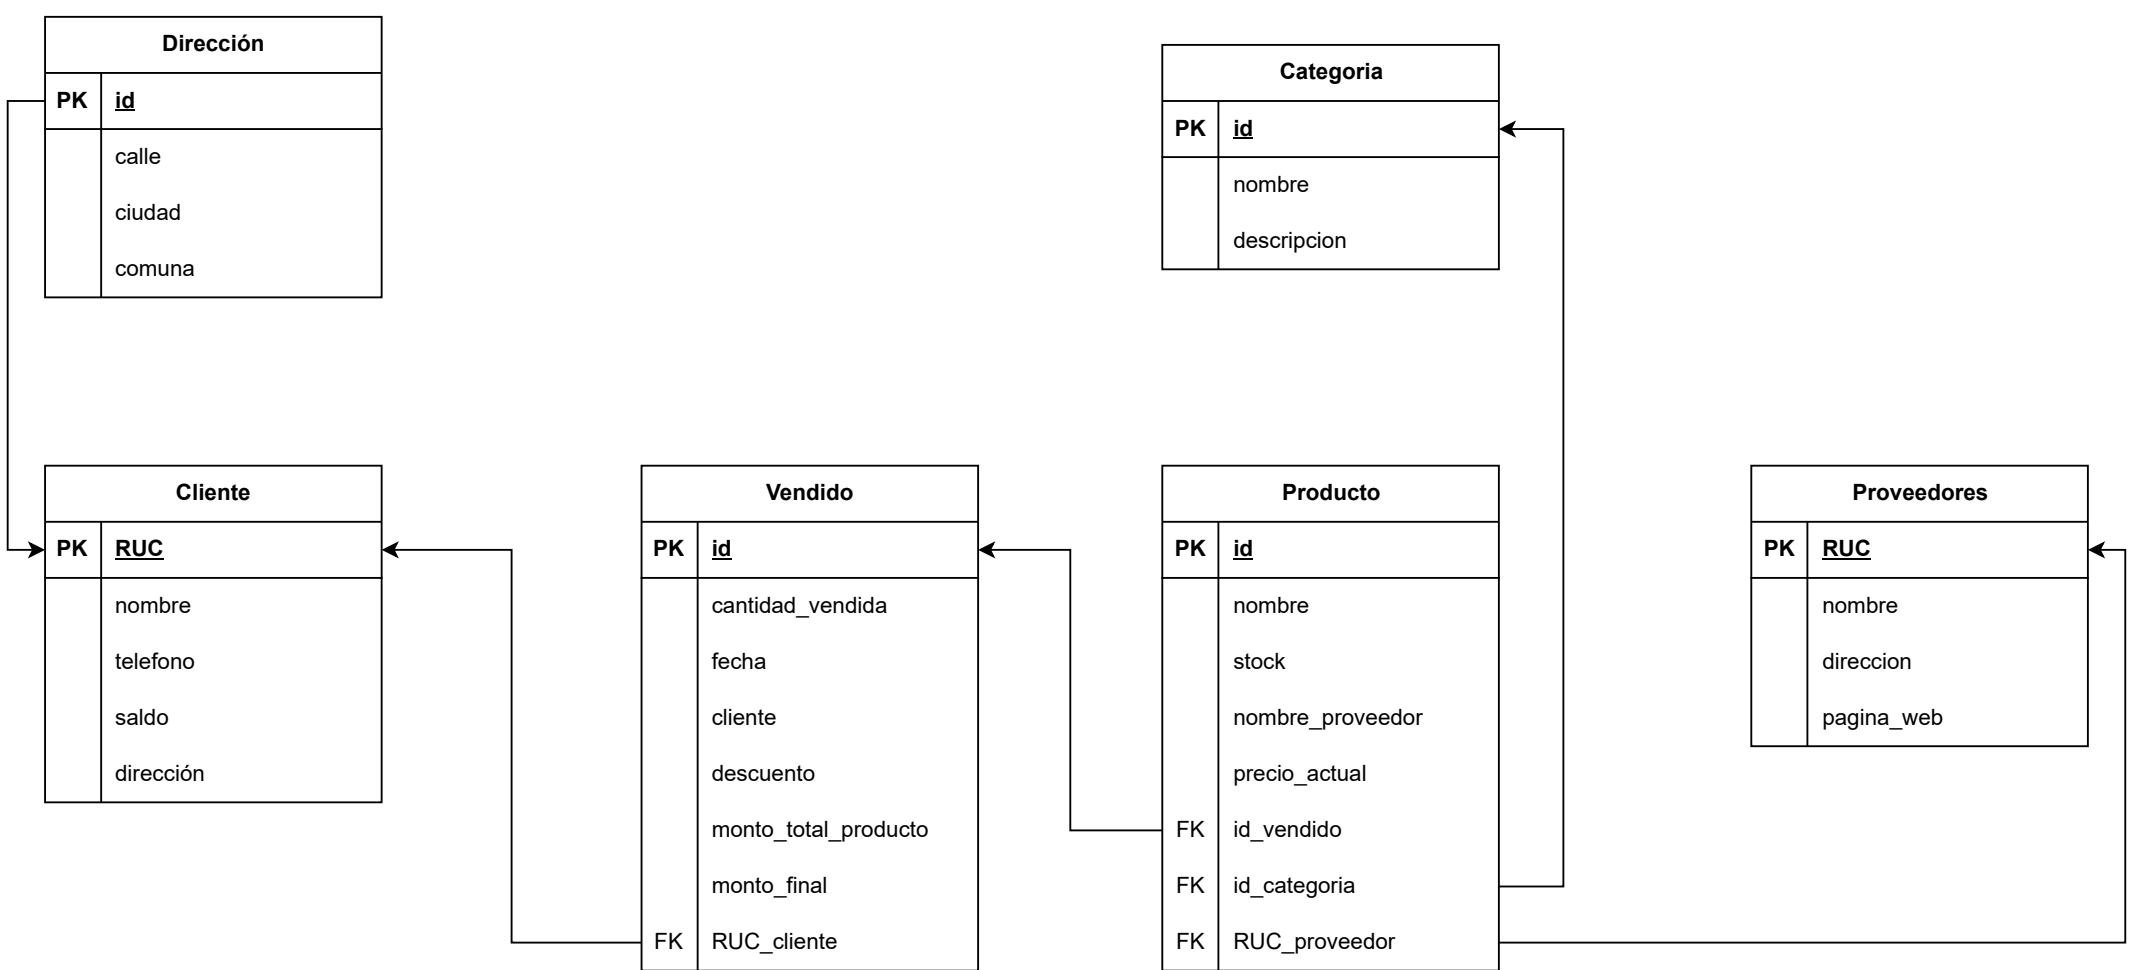 Dirección
PK id
calle
ciudad
comuna
Categoria
PK id
nombre
descripcion
Cliente
PK RUC
nombre
telefono
saldo
dirección
Vendido
PK id
cantidad_vendida
fecha
cliente
descuento
monto_total_producto
monto_final
FK RUC_cliente
Producto
PK id
nombre
stock
nombre_proveedor
precio_actual
FK id_vendido
FK id_categoria
FK RUC_proveedor
Proveedores
PK RUC
nombre
direccion
pagina_web